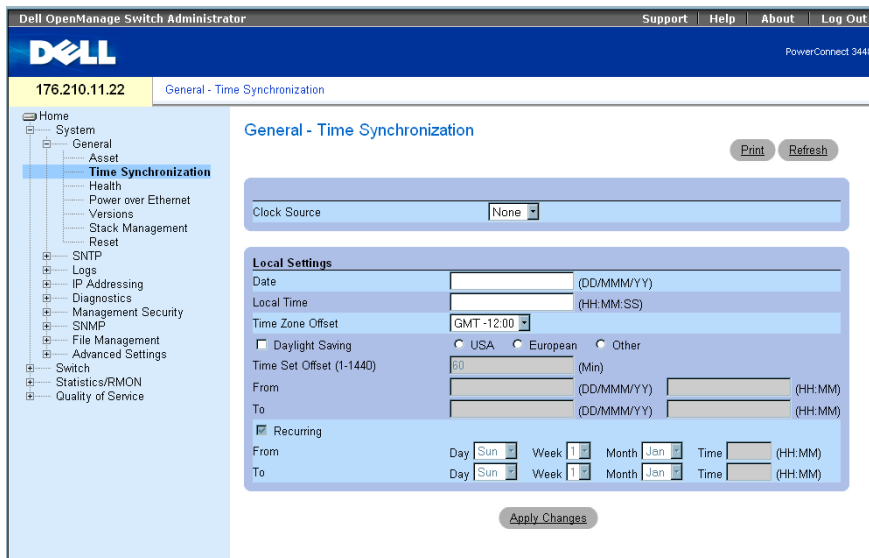 Dell OpenManage Switch Administrator Support Help About Log Out
DELL
PowerConnect 3448
176.210.11.22 General - Time Synchronization
Home
System
General
Asset
Time Synchronization
Health
Power over Ethernet
Versions
Stack Management
Reset
SNTP
Logs
IP Addressing
Diagnostics
Management Security
SNMP
File Management
Advanced Settings
Switch
Statistics/RMON
Quality of Service
General - Time Synchronization
Print Refresh
Clock Source None
Local Settings
Date (DD/MMM/YY)
Local Time (HH:MM:SS)
Time Zone Offset GMT -12:00
Daylight Saving USA European Other
Time Set Offset (1-1440) 60 (Min)
From (DD/MMM/YY) (HH:MM)
To (DD/MMM/YY) (HH:MM)
Recurring
From Day Sun Week 1 Month Jan Time (HH:MM)
To Day Sun Week 1 Month Jan Time (HH:MM)
Apply Changes